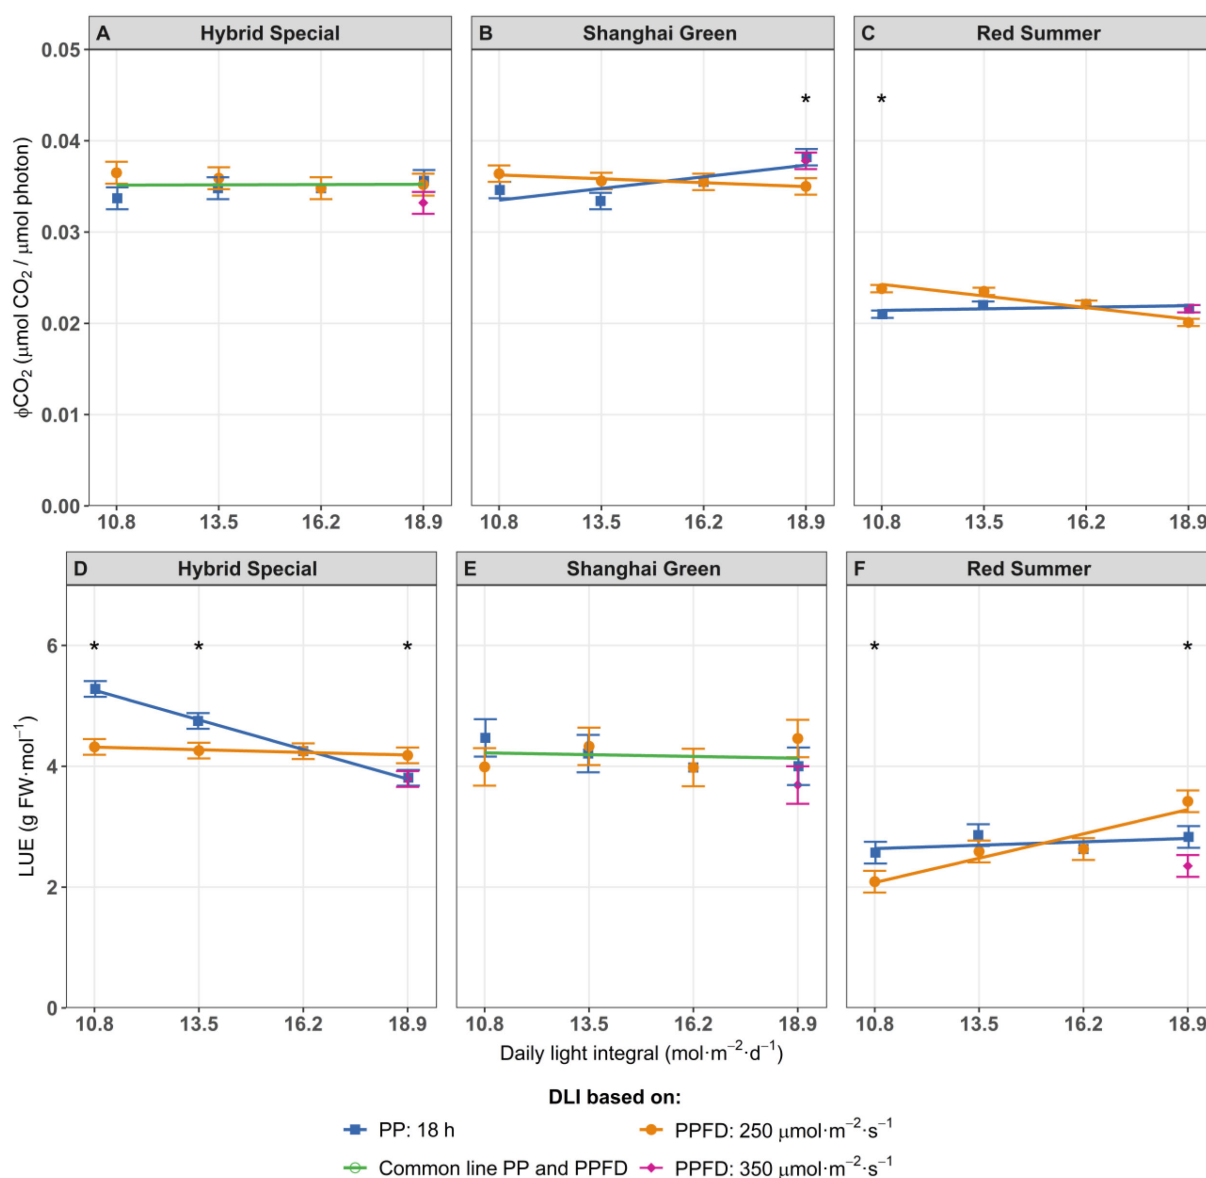 A Hybrid Special
B Shanghai Green
C Red Summer
0.05
0.04
0.03
0.02
0.01
0.00
ϕCO₂ (μmol CO₂ / μmol photon)
*
*
10.8 13.5 16.2 18.9
10.8 13.5 16.2 18.9
10.8 13.5 16.2 18.9
D Hybrid Special
E Shanghai Green
F Red Summer
6
4
2
0
LUE (g FW·mol⁻¹)
* * *
* *
10.8 13.5 16.2 18.9
10.8 13.5 16.2 18.9
10.8 13.5 16.2 18.9
Daily light integral (mol·m⁻²·d⁻¹)
DLI based on:
PP: 18 h
PPFD: 250 μmol·m⁻²·s⁻¹
Common line PP and PPFD
PPFD: 350 μmol·m⁻²·s⁻¹